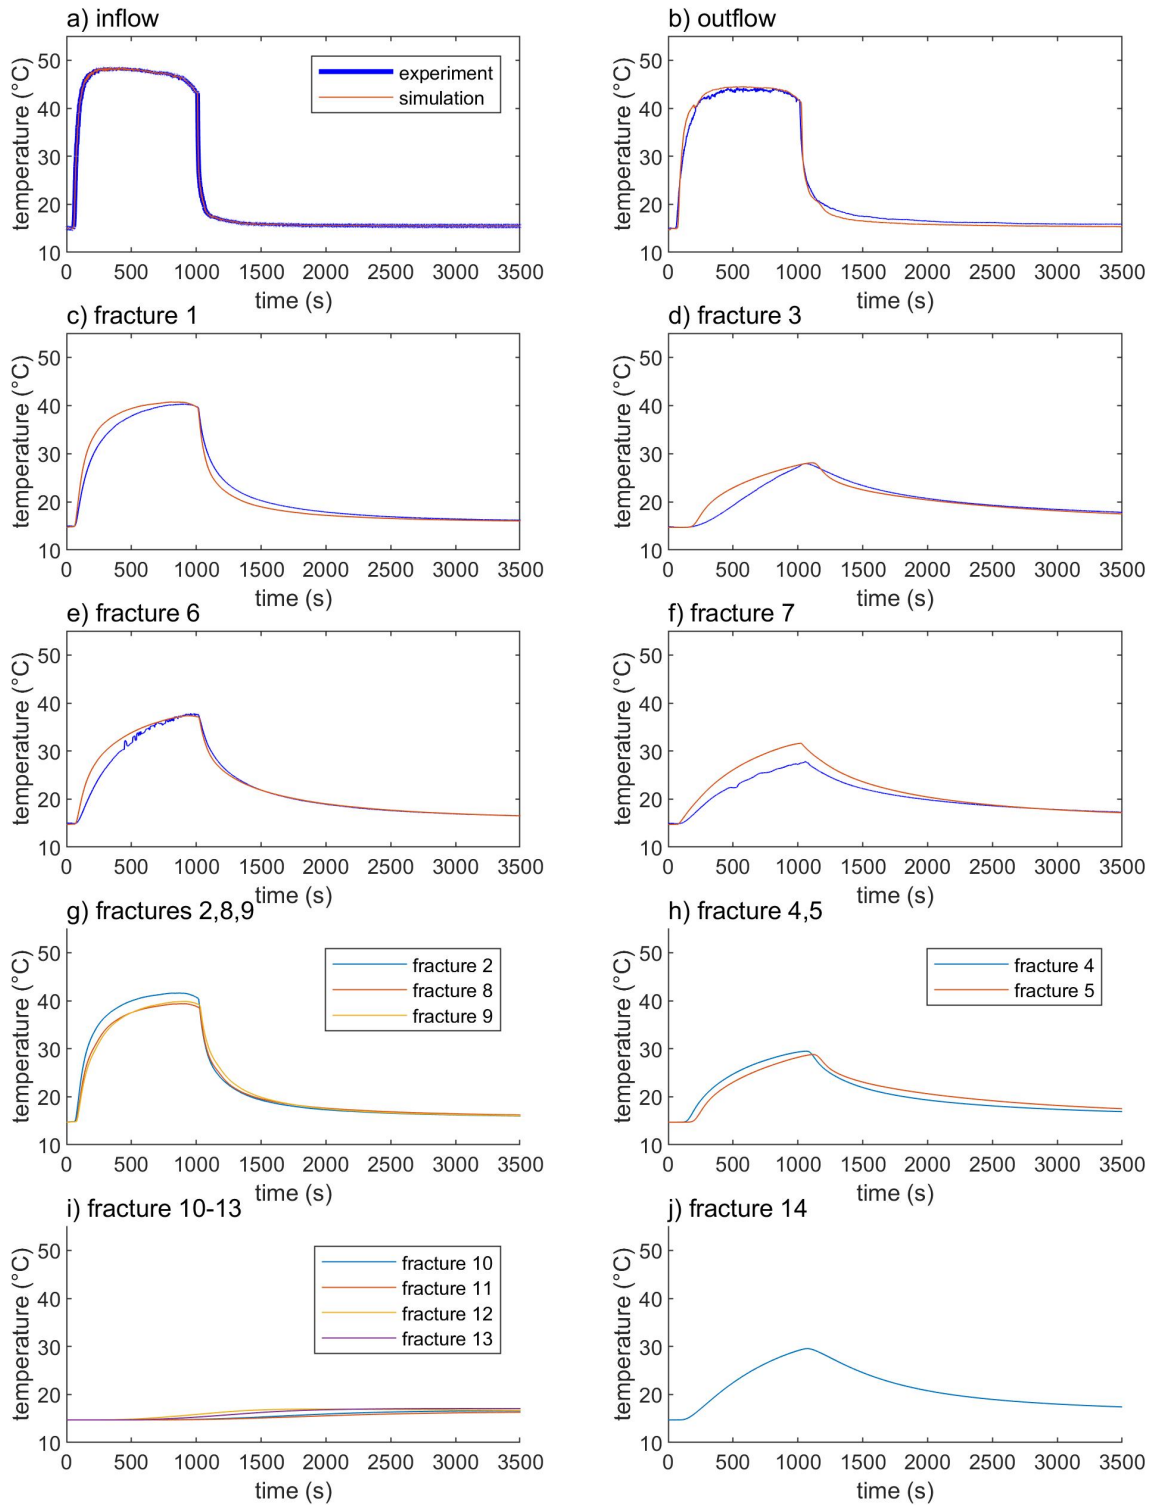 a) inflow
temperature (°C)
50
40
30
20
10
experiment
simulation
0 500 1000 1500 2000 2500 3000 3500
time (s)
b) outflow
temperature (°C)
50
40
30
20
10
0 500 1000 1500 2000 2500 3000 3500
time (s)
c) fracture 1
temperature (°C)
50
40
30
20
10
0 500 1000 1500 2000 2500 3000 3500
time (s)
d) fracture 3
temperature (°C)
50
40
30
20
10
0 500 1000 1500 2000 2500 3000 3500
time (s)
e) fracture 6
temperature (°C)
50
40
30
20
10
0 500 1000 1500 2000 2500 3000 3500
time (s)
f) fracture 7
temperature (°C)
50
40
30
20
10
0 500 1000 1500 2000 2500 3000 3500
time (s)
g) fractures 2,8,9
temperature (°C)
50
40
30
20
10
fracture 2
fracture 8
fracture 9
0 500 1000 1500 2000 2500 3000 3500
time (s)
h) fracture 4,5
temperature (°C)
50
40
30
20
10
fracture 4
fracture 5
0 500 1000 1500 2000 2500 3000 3500
time (s)
i) fracture 10-13
temperature (°C)
50
40
30
20
10
fracture 10
fracture 11
fracture 12
fracture 13
0 500 1000 1500 2000 2500 3000 3500
time (s)
j) fracture 14
temperature (°C)
50
40
30
20
10
0 500 1000 1500 2000 2500 3000 3500
time (s)